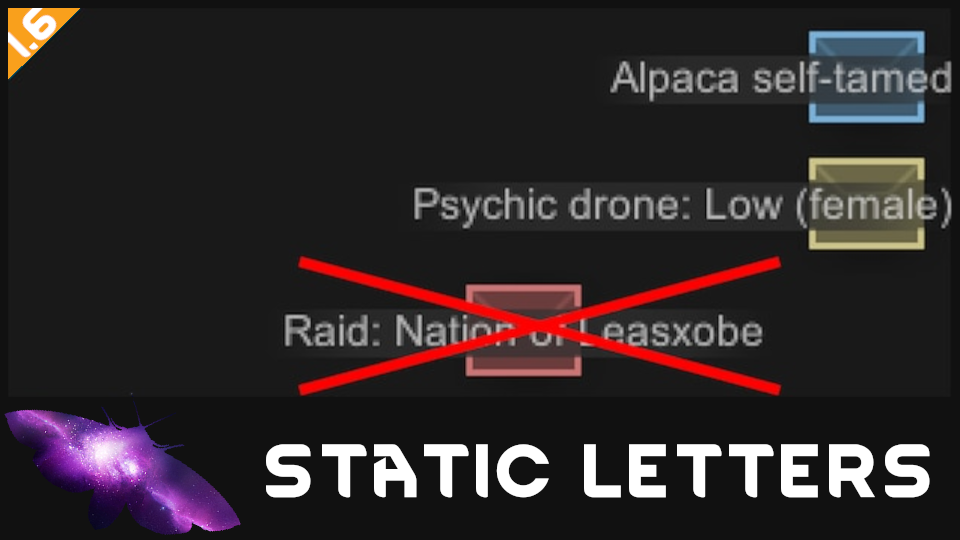 1.6
Alpaca self-tamed
Psychic drone: Low (female)
Raid: Nation of Leasxobe
STATIC LETTERS